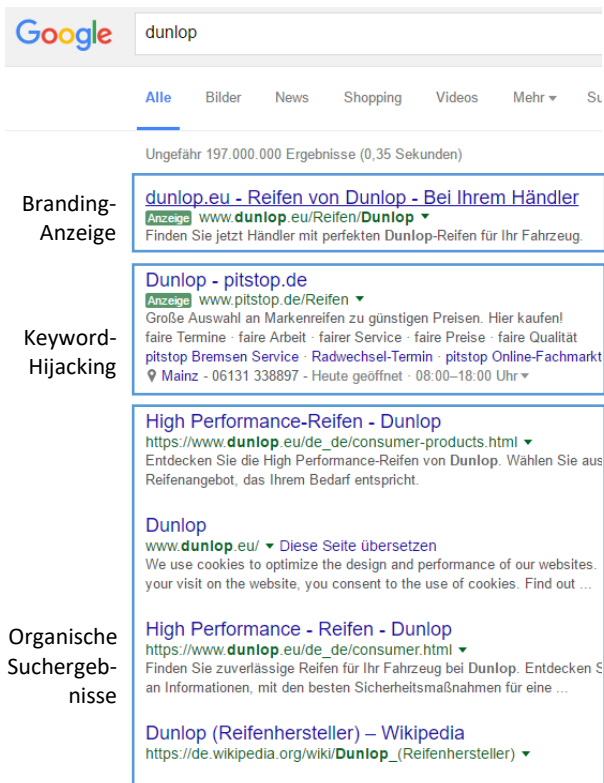 Google dunlop
Alle Bilder News Shopping Videos Mehr
Ungefähr 197.000.000 Ergebnisse (0,35 Sekunden)
Branding-
Anzeige
dunlop.eu - Reifen von Dunlop - Bei Ihrem Händler
Anzeige www.dunlop.eu/Reifen/Dunlop
Finden Sie jetzt Händler mit perfekten Dunlop-Reifen für Ihr Fahrzeug.
Keyword-
Hijacking
Dunlop - pitstop.de
Anzeige www.pitstop.de/Reifen
Große Auswahl an Markenreifen zu günstigen Preisen. Hier kaufen!
faire Termine · faire Arbeit · fairer Service · faire Preise · faire Qualität
pitstop Bremsen Service · Radwechsel-Termin · pitstop Online-Fachmarkt
Mainz - 06131 338897 - Heute geöffnet · 08:00–18:00 Uhr
Organische
Suchergeb-
nisse
High Performance-Reifen - Dunlop
https://www.dunlop.eu/de_de/consumer-products.html
Entdecken Sie die High Performance-Reifen von Dunlop. Wählen Sie aus
Reifenangebot, das Ihrem Bedarf entspricht.
Dunlop
www.dunlop.eu/ Diese Seite übersetzen
We use cookies to optimize the design and performance of our websites.
your visit on the website, you consent to the use of cookies. Find out ...
High Performance - Reifen - Dunlop
https://www.dunlop.eu/de_de/consumer.html
Finden Sie zuverlässige Reifen für Ihr Fahrzeug bei Dunlop. Entdecken
an Informationen, mit den besten Sicherheitsmaßnahmen für eine ...
Dunlop (Reifenhersteller) – Wikipedia
https://de.wikipedia.org/wiki/Dunlop_(Reifenhersteller)